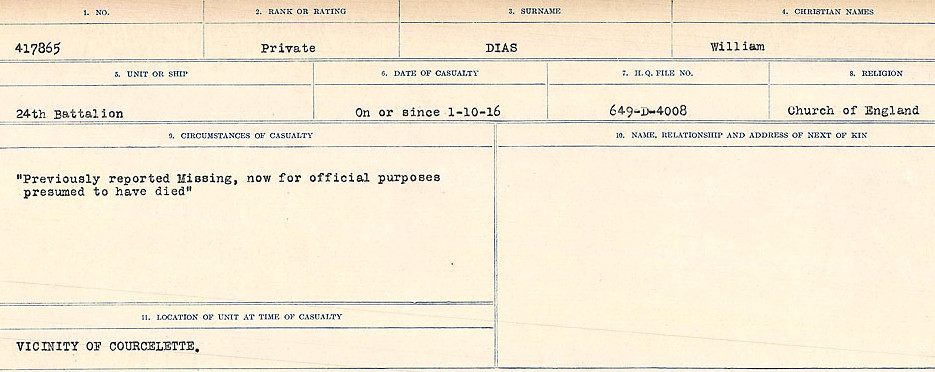 1. NO.
2. RANK OR RATING
3. SURNAME
4. CHRISTIAN NAMES
417865
Private
DIAS
William
5. UNIT OR SHIP
6. DATE OF CASUALTY
7. H.Q. FILE NO.
8. RELIGION
24th Battalion
On or since 1-10-16
649-D-4008
Church of England
9. CIRCUMSTANCES OF CASUALTY
10. NAME, RELATIONSHIP AND ADDRESS OF NEXT OF KIN
"Previously reported Missing, now for official purposes
presumed to have died"
11. LOCATION OF UNIT AT TIME OF CASUALTY
VICINITY OF COURCELETTE.